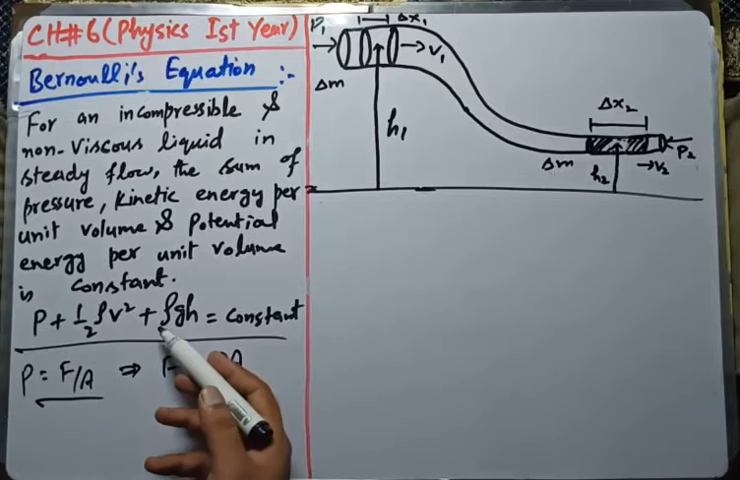 CH#6 (Physics Ist Year)
Bernoulli's Equation :-
For an incompressible &
non-viscous liquid in
steady flow, the sum of
pressure, kinetic energy per
unit volume & Potential
energy per unit volume
is constant.
P + 1/2 ρv² + ρgh = constant
P = F/A ⇒
P₁
Δx₁
V₁
Δm
h₁
Δx₂
P₂
Δm
h₂
V₂